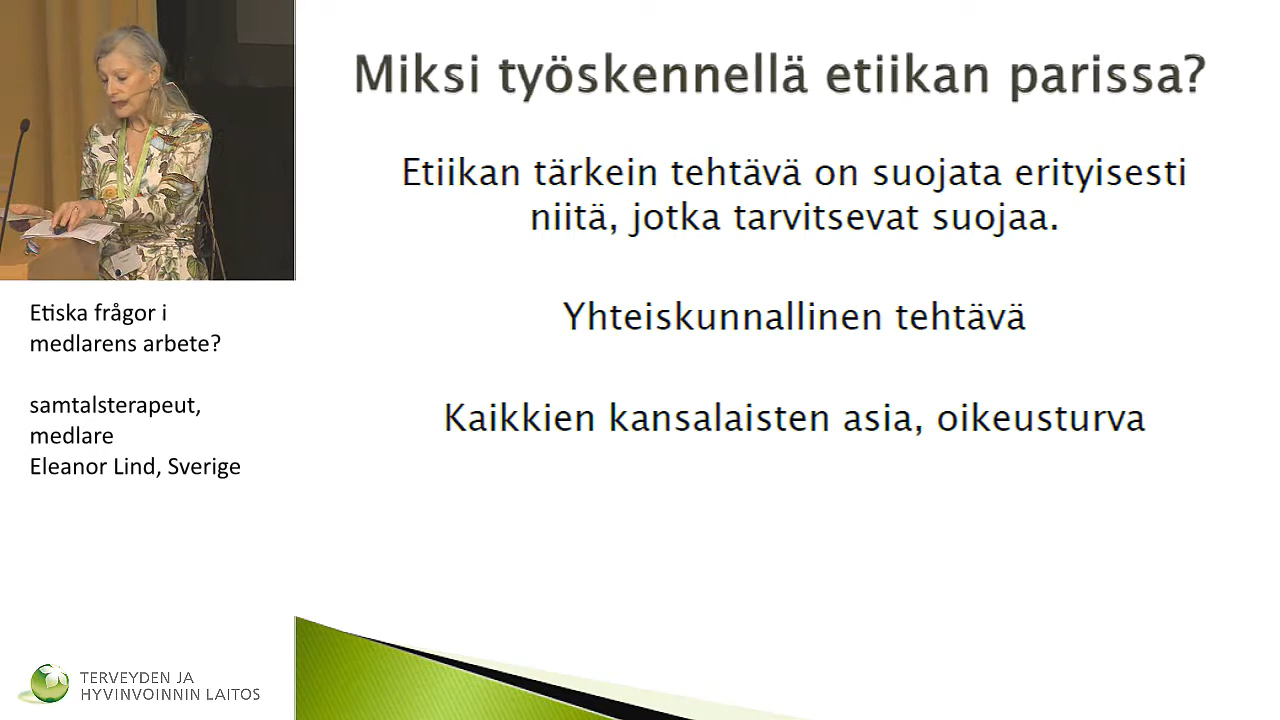 Miksi työskennellä etiikan parissa?
Etiikan tärkein tehtävä on suojata erityisesti
niitä, jotka tarvitsevat suojaa.
Yhteiskunnallinen tehtävä
Kaikkien kansalaisten asia, oikeusturva
Etiska frågor i
medlarens arbete?
samtalsterapeut,
medlare
Eleanor Lind, Sverige
TERVEYDEN JA
HYVINVOINNIN LAITOS